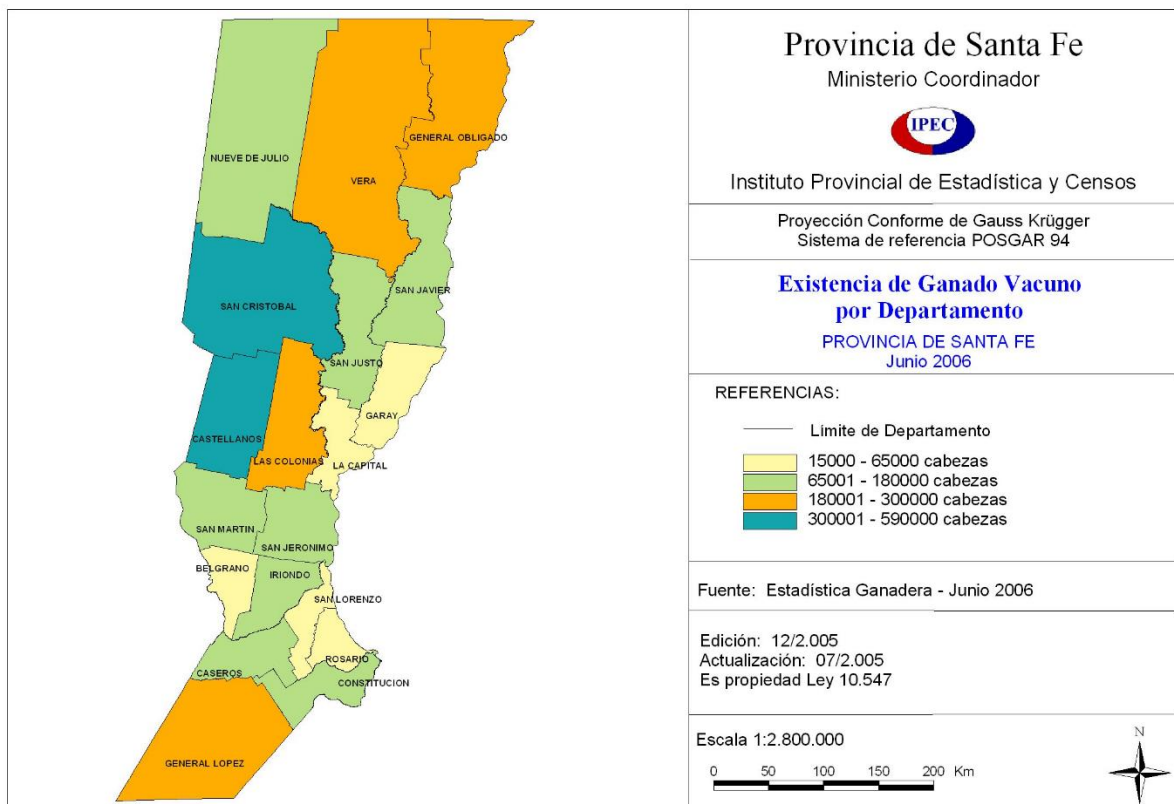 GENERAL OBLIGADO
NUEVE DE JULIO
VERA
SAN JAVIER
SAN CRISTOBAL
SAN JUSTO
GARAY
CASTELLANOS
LAS COLONIAS
LA CAPITAL
SAN MARTIN
SAN JERONIMO
BELGRANO
IRIONDO
SAN LORENZO
ROSARIO
CASEROS
CONSTITUCION
GENERAL LOPEZ
Provincia de Santa Fe
Ministerio Coordinador
IPEC
Instituto Provincial de Estadística y Censos
Proyección Conforme de Gauss Krügger
Sistema de referencia POSGAR 94
Existencia de Ganado Vacuno
por Departamento
PROVINCIA DE SANTA FE
Junio 2006
REFERENCIAS:
Límite de Departamento
15000 - 65000 cabezas
65001 - 180000 cabezas
180001 - 300000 cabezas
300001 - 590000 cabezas
Fuente: Estadística Ganadera - Junio 2006
Edición: 12/2.005
Actualización: 07/2.005
Es propiedad Ley 10.547
Escala 1:2.800.000
0 50 100 150 200 Km
N